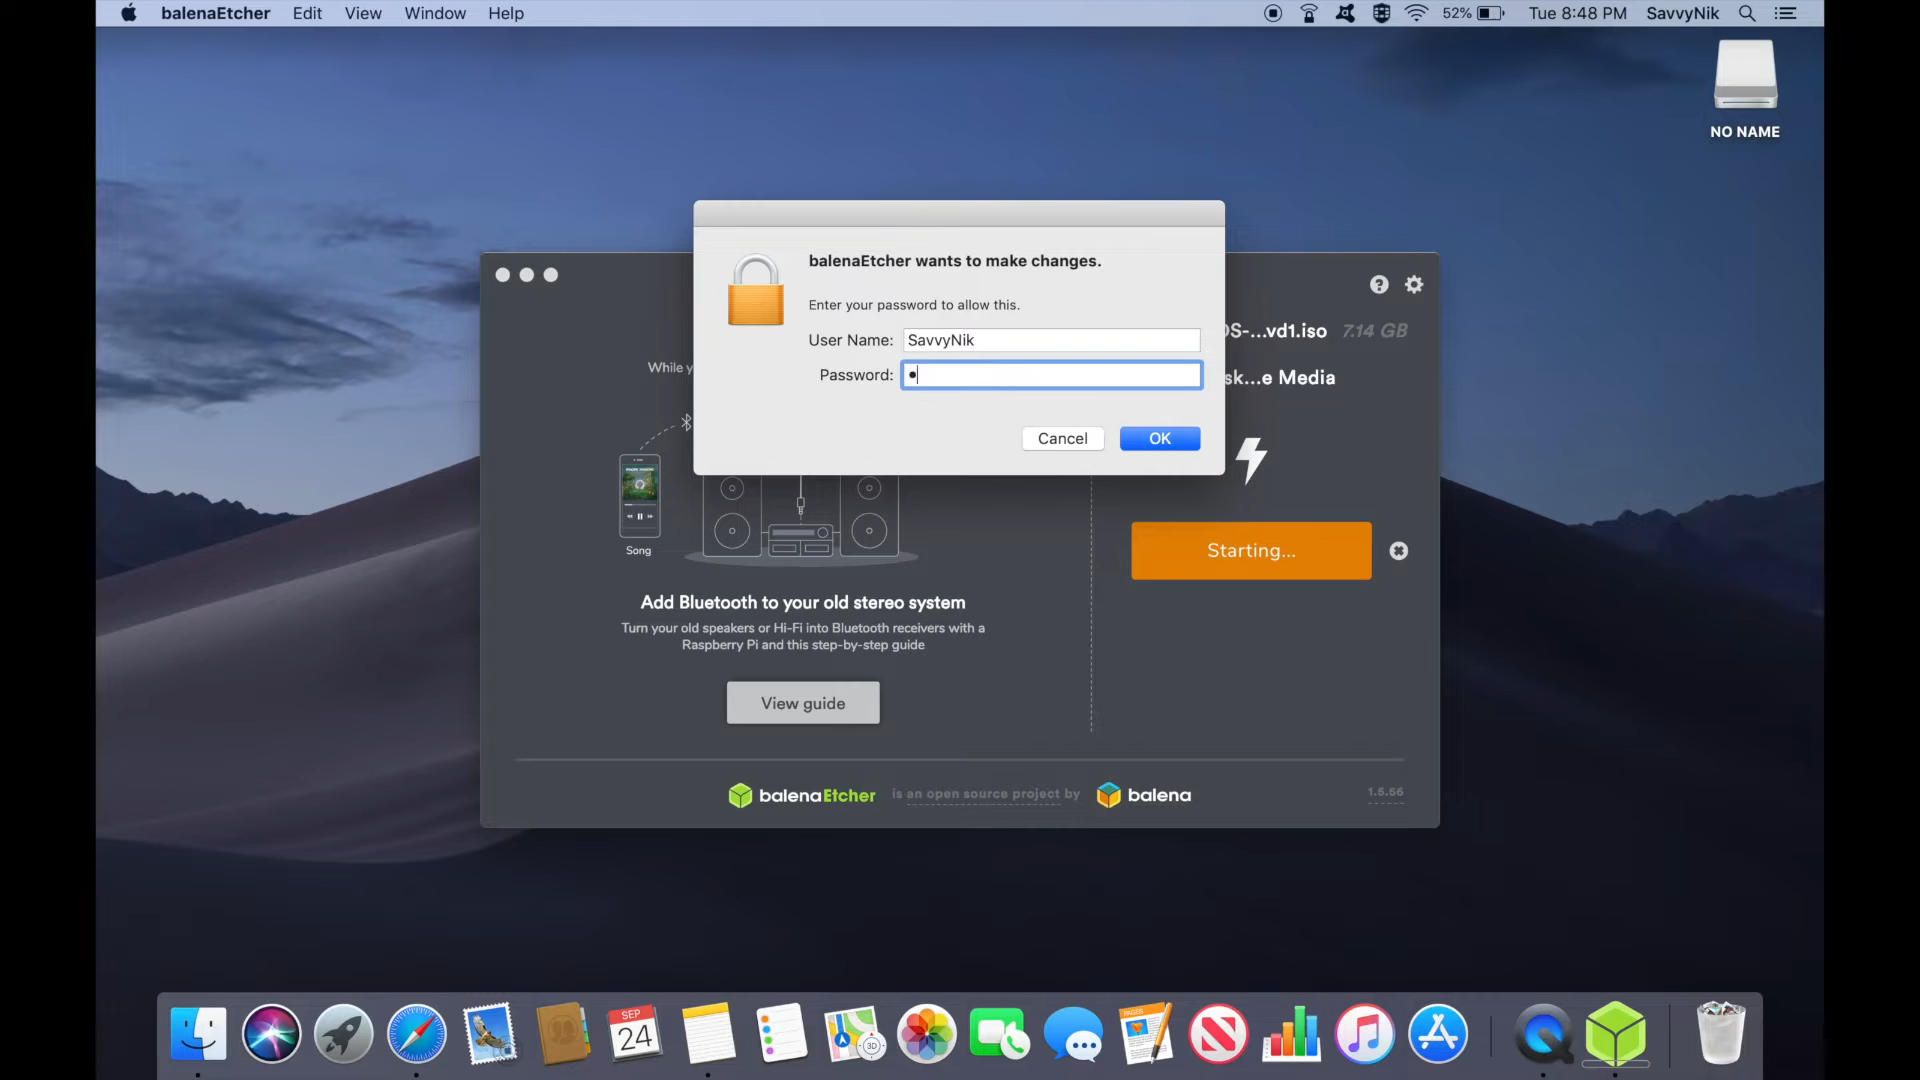 balenaEtcher Edit View Window Help 52% Tue 8:48 PM SavvyNik
NO NAME
balenaEtcher wants to make changes.
Enter your password to allow this.
User Name: SavvyNik
Password: •
Cancel OK
OS-...vd1.iso 7.14 GB
sk...e Media
While y
Song
Starting...
Add Bluetooth to your old stereo system
Turn your old speakers or Hi-Fi into Bluetooth receivers with a
Raspberry Pi and this step-by-step guide
View guide
balenaEtcher is an open source project by balena 1.5.56
SEP
24
3D
PAGES